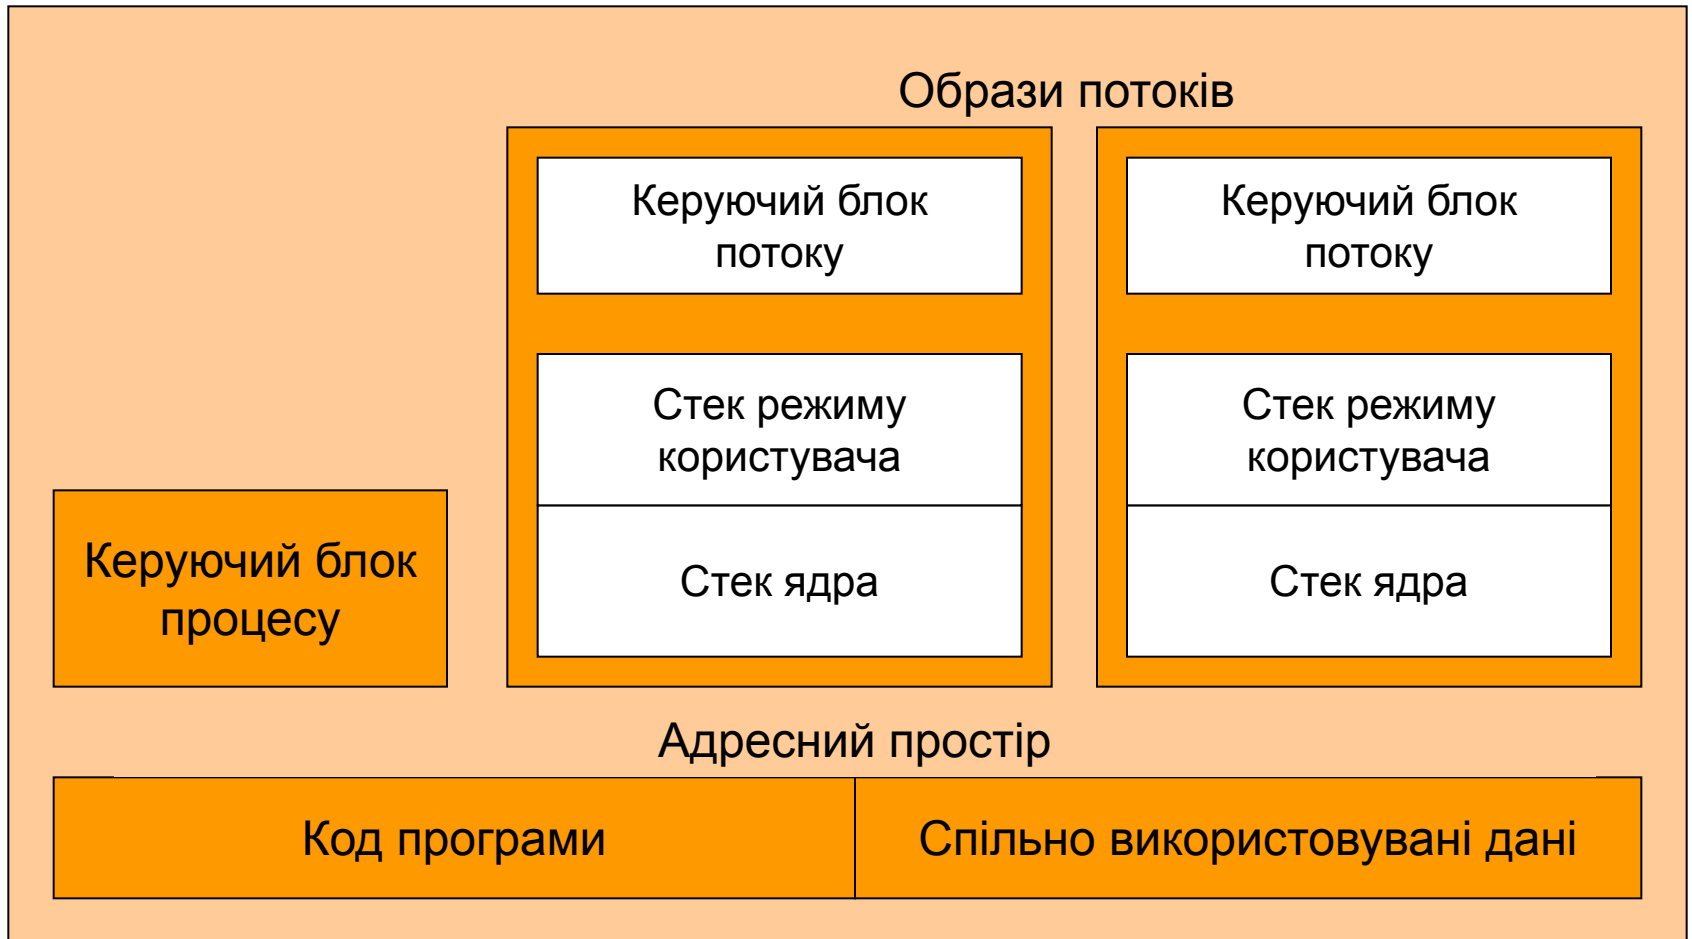 Образи потоків
Керуючий блок
потоку
Керуючий блок
потоку
Стек режиму
користувача
Стек режиму
користувача
Стек ядра
Стек ядра
Керуючий блок
процесу
Адресний простір
Код програми
Спільно використовувані дані